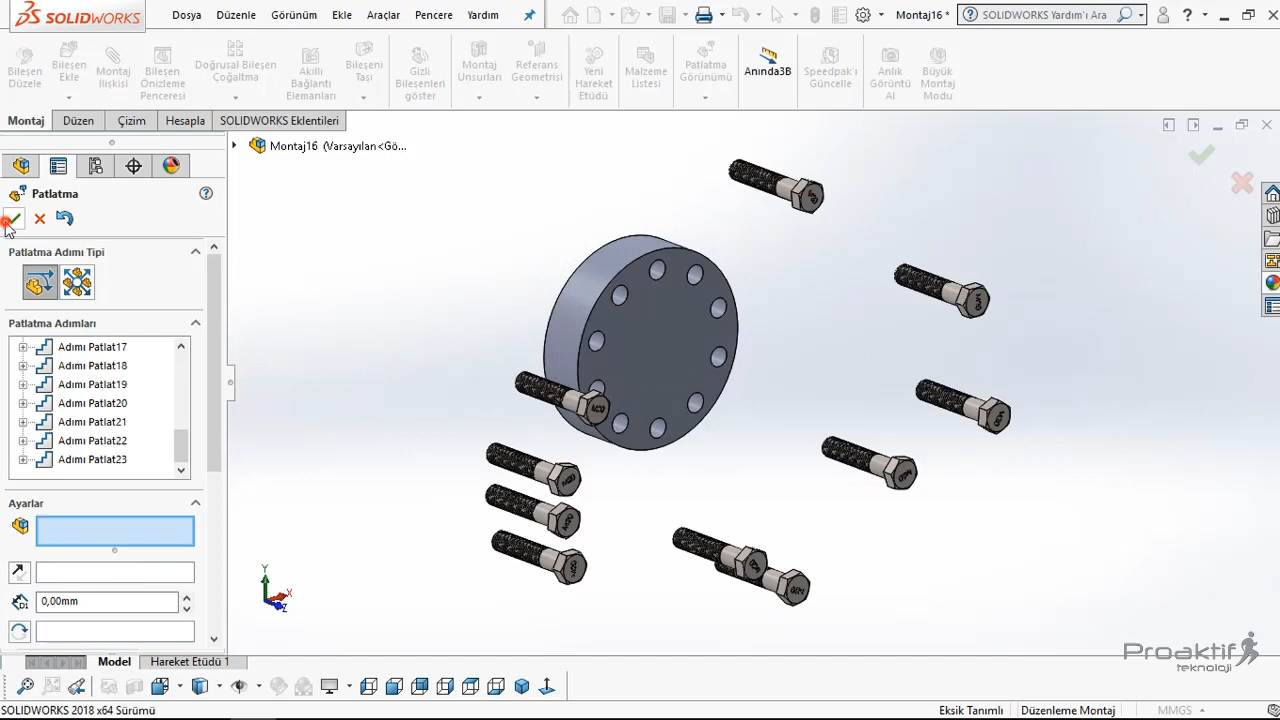 SOLIDWORKS
Dosya Düzenle Görünüm Ekle Araçlar Pencere Yardım
Montaj16 *
SOLIDWORKS Yardım'ı Ara
?
Bileşen Düzele
Bileşen Ekle
Montaj İlişkisi
Bileşen Önizleme Penceresi
Doğrusal Bileşen Çoğaltma
Akıllı Bağlantı Elemanları
Bileşeni Taşı
Gizli Bileşenleri göster
Montaj Unsurları
Referans Geometrisi
Yeni Hareket Etüdü
Malzeme Listesi
Patlatma Görünümü
Anında3B
Speedpak'i Güncelle
Anlık Görüntü Al
Büyük Montaj Modu
Montaj Düzen Çizim Hesapla SOLIDWORKS Eklentileri
Montaj16 (Varsayılan<Gö...
Patlatma
Patlatma Adımı Tipi
Patlatma Adımları
Adımı Patlat17
Adımı Patlat18
Adımı Patlat19
Adımı Patlat20
Adımı Patlat21
Adımı Patlat22
Adımı Patlat23
Ayarlar
0,00mm
Y
X
Z
Proaktif
teknoloji
Model Hareket Etüdü 1
SOLIDWORKS 2018 x64 Sürümü
Eksik Tanımlı Düzenleme Montaj MMGS